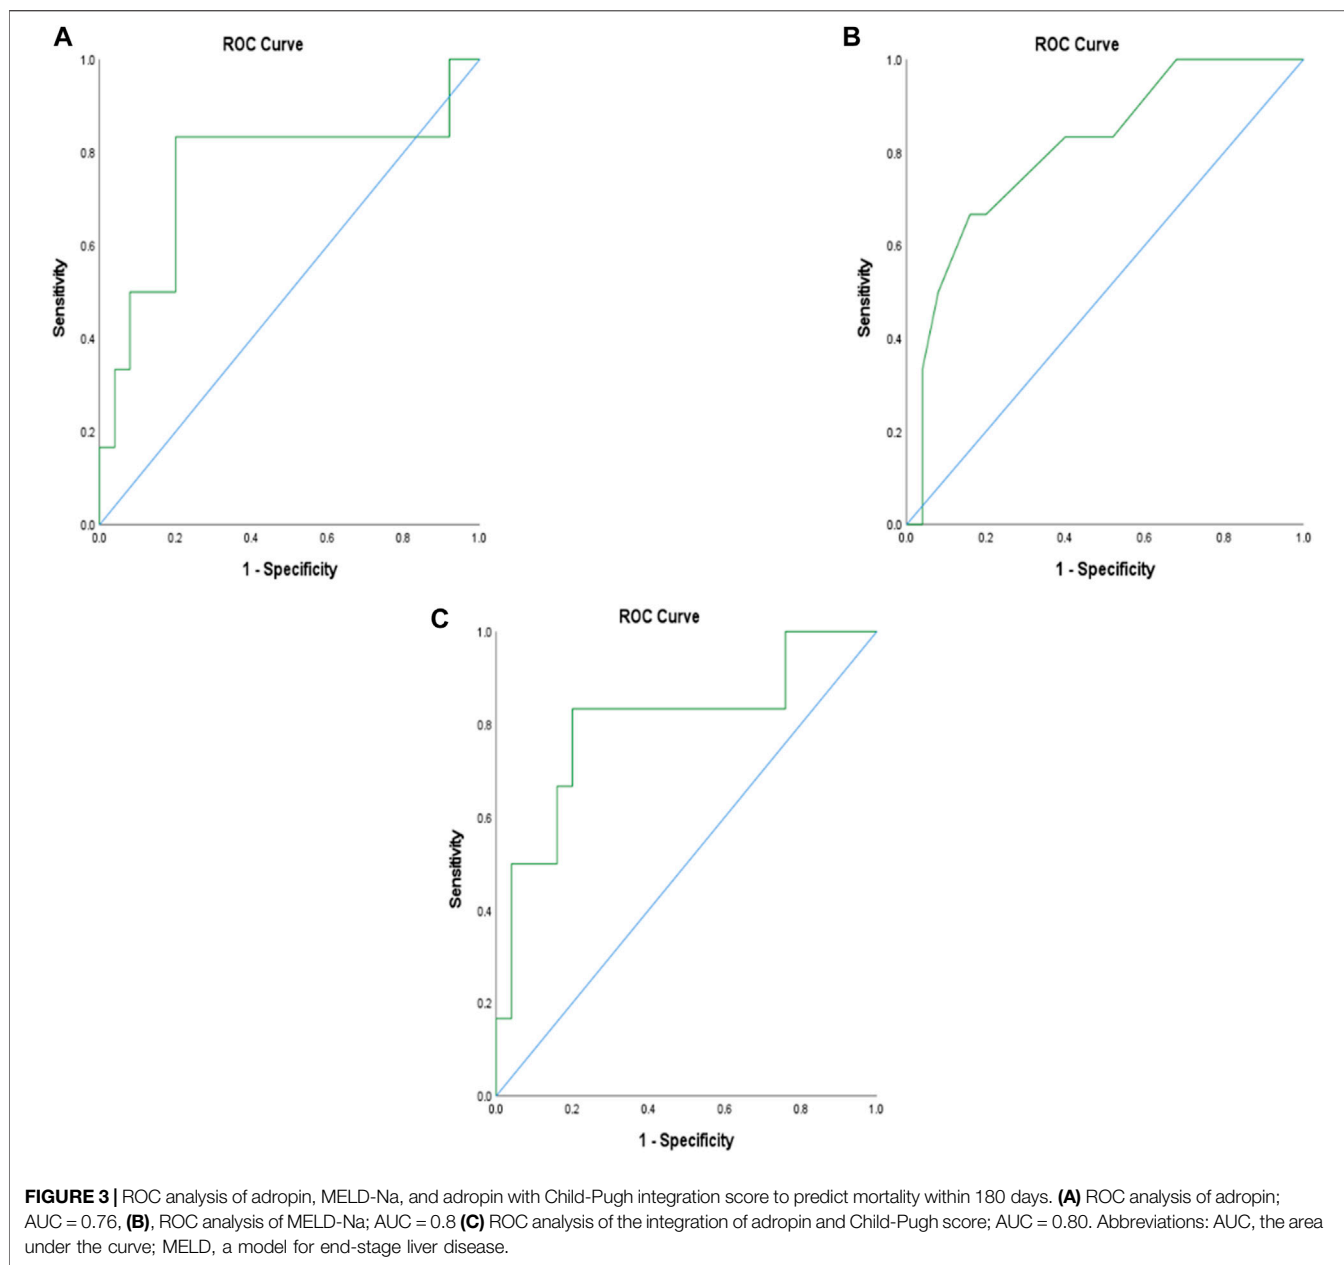 A
ROC Curve
1.0
0.8
0.6
0.4
0.2
0.0
Sensitivity
0.0 0.2 0.4 0.6 0.8 1.0
1 - Specificity
B
ROC Curve
1.0
0.8
0.6
0.4
0.2
0.0
Sensitivity
0.0 0.2 0.4 0.6 0.8 1.0
1 - Specificity
C
ROC Curve
1.0
0.8
0.6
0.4
0.2
0.0
Sensitivity
0.0 0.2 0.4 0.6 0.8 1.0
1 - Specificity
FIGURE 3 | ROC analysis of adropin, MELD-Na, and adropin with Child-Pugh integration score to predict mortality within 180 days. (A) ROC analysis of adropin;
AUC = 0.76, (B), ROC analysis of MELD-Na; AUC = 0.8 (C) ROC analysis of the integration of adropin and Child-Pugh score; AUC = 0.80. Abbreviations: AUC, the area
under the curve; MELD, a model for end-stage liver disease.